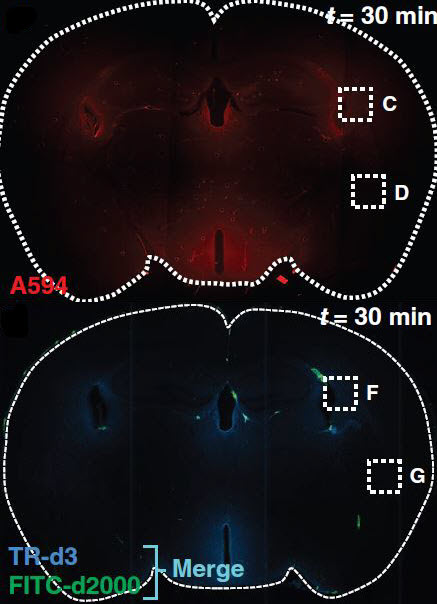 t = 30 min
C
D
A594
t = 30 min
F
G
TR-d3
FITC-d2000
Merge